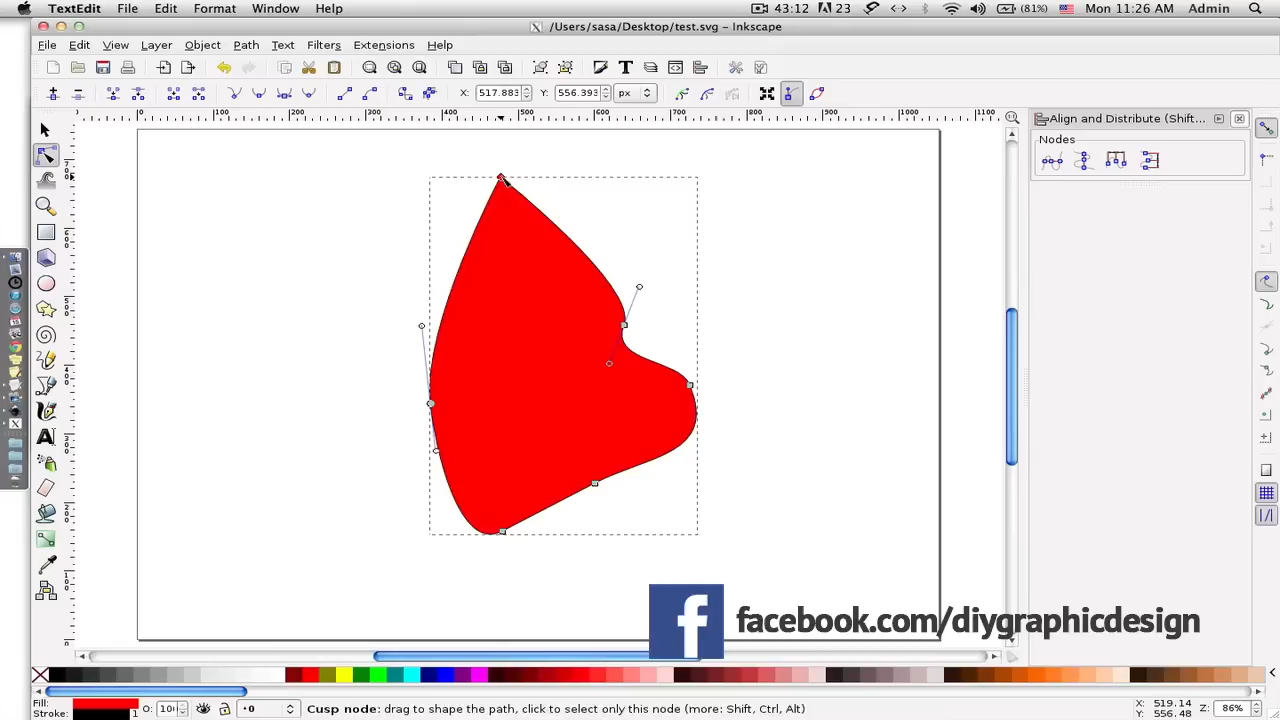 TextEdit File Edit Format Window Help 43:12 23 (81%) Mon 11:26 AM Admin
/Users/sasa/Desktop/test.svg – Inkscape
File Edit View Layer Object Path Text Filters Extensions Help
X: 517.883 Y: 556.393 px
Align and Distribute (Shift...
Nodes
facebook.com/diygraphicdesign
Fill:
Stroke: 1
O: 10
0
Cusp node: drag to shape the path, click to select only this node (more: Shift, Ctrl, Alt)
X: 519.14
Y: 556.48
Z: 86%